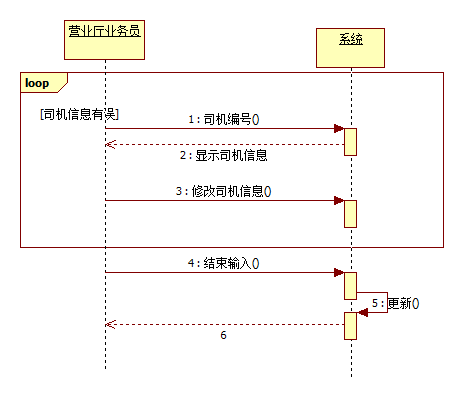 营业厅业务员
系统
loop
[司机信息有误]
1 : 司机编号()
2 : 显示司机信息
3 : 修改司机信息()
4 : 结束输入()
5 : 更新()
6